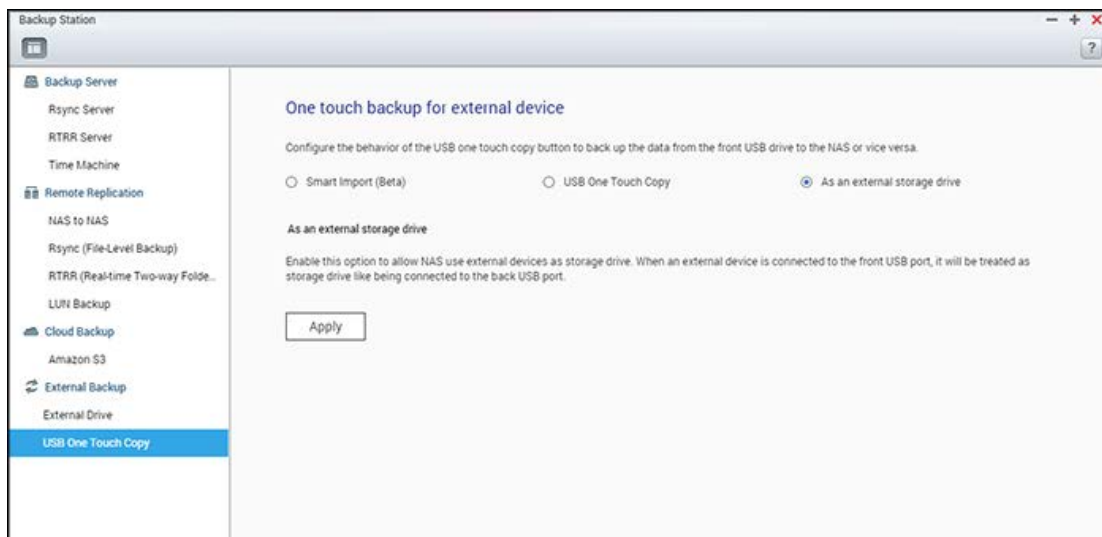 Backup Station
?
Backup Server
Rsync Server
RTRR Server
Time Machine
Remote Replication
NAS to NAS
Rsync (File-Level Backup)
RTRR (Real-time Two-way Folde...
LUN Backup
Cloud Backup
Amazon S3
External Backup
External Drive
USB One Touch Copy
One touch backup for external device
Configure the behavior of the USB one touch copy button to back up the data from the front USB drive to the NAS or vice versa.
Smart Import (Beta) USB One Touch Copy As an external storage drive
As an external storage drive
Enable this option to allow NAS use external devices as storage drive. When an external device is connected to the front USB port, it will be treated as
storage drive like being connected to the back USB port.
Apply